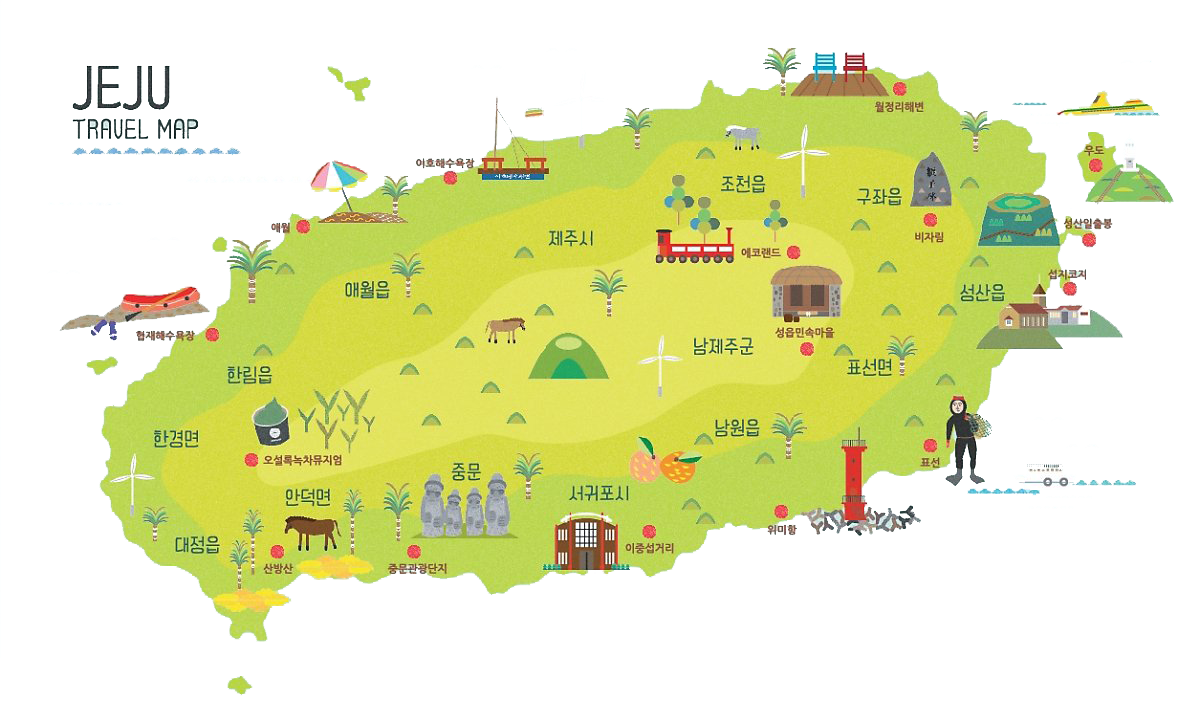 JEJU
TRAVEL MAP
월정리해변
우도
이호해수욕장
조천읍
구좌읍
성산일출봉
애월
제주시
비자림
에코랜드
섭지코지
애월읍
성산읍
협재해수욕장
성읍민속마을
남제주군
한림읍
표선면
남원읍
한경면
오설록녹차뮤지엄
표선
중문
안덕면
서귀포시
위미항
대정읍
이중섭거리
산방산
중문관광단지